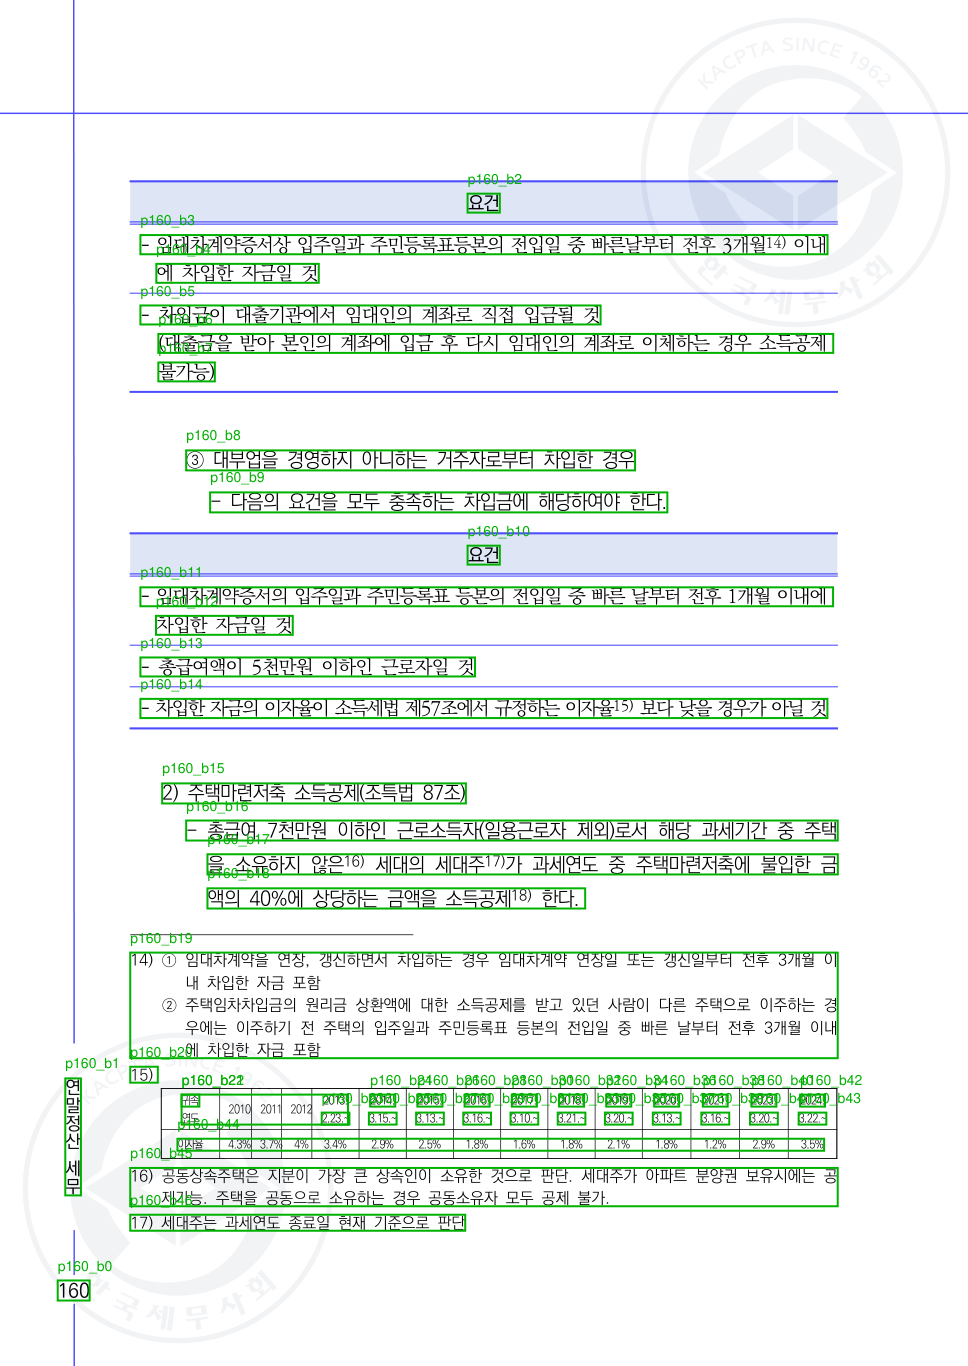 KACPTA SINCE 1962
한국세무사회
p160_b2
요건
p160_b3
- 임대차계약증서상 입주일과 주민등록표등본의 전입일 중 빠른날부터 전후 3개월14) 이내
에 차입한 자금일 것
p160_b5
- 차입금이 대출기관에서 임대인의 계좌로 직접 입금될 것
(대출금을 받아 본인의 계좌에 입금 후 다시 임대인의 계좌로 이체하는 경우 소득공제
불가능)
p160_b8
③ 대부업을 경영하지 아니하는 거주자로부터 차입한 경우
p160_b9
- 다음의 요건을 모두 충족하는 차입금에 해당하여야 한다.
p160_b10
요건
p160_b11
- 임대차계약증서의 입주일과 주민등록표 등본의 전입일 중 빠른 날부터 전후 1개월 이내에
p160_b12
차입한 자금일 것
p160_b13
- 총급여액이 5천만원 이하인 근로자일 것
p160_b14
- 차입한 자금의 이자율이 소득세법 제57조에서 규정하는 이자율15) 보다 낮을 경우가 아닐 것
p160_b15
2) 주택마련저축 소득공제(조특법 87조)
p160_b16
- 총급여 7천만원 이하인 근로소득자(일용근로자 제외)로서 해당 과세기간 중 주택
p160_b17
을 소유하지 않은16) 세대의 세대주17)가 과세연도 중 주택마련저축에 불입한 금
p160_b18
액의 40%에 상당하는 금액을 소득공제18) 한다.
p160_b19
14) ① 임대차계약을 연장, 갱신하면서 차입하는 경우 임대차계약 연장일 또는 갱신일부터 전후 3개월 이
내 차입한 자금 포함
② 주택임차차입금의 원리금 상환액에 대한 소득공제를 받고 있던 사람이 다른 주택으로 이주하는 경
우에는 이주하기 전 주택의 입주일과 주민등록표 등본의 전입일 중 빠른 날부터 전후 3개월 이내
p160_b20
에 차입한 자금 포함
p160_b1
연말정산 세무
15)
귀속 2013. 2014. 2015. 2016. 2017. 2018. 2019. 2020. 2021. 2023. 2024.
2010 2011 2012
연도 2.23.~ 3.15.~ 3.13.~ 3.16.~ 3.10.~ 3.21.~ 3.20.~ 3.13.~ 3.16.~ 3.20.~ 3.22.~
p160_b44
이자율 4.3% 3.7% 4% 3.4% 2.9% 2.5% 1.8% 1.6% 1.8% 2.1% 1.8% 1.2% 2.9% 3.5%
p160_b45
16) 공동상속주택은 지분이 가장 큰 상속인이 소유한 것으로 판단. 세대주가 아파트 분양권 보유시에는 공
제가능. 주택을 공동으로 소유하는 경우 공동소유자 모두 공제 불가.
p160_b46
17) 세대주는 과세연도 종료일 현재 기준으로 판단
p160_b0
160